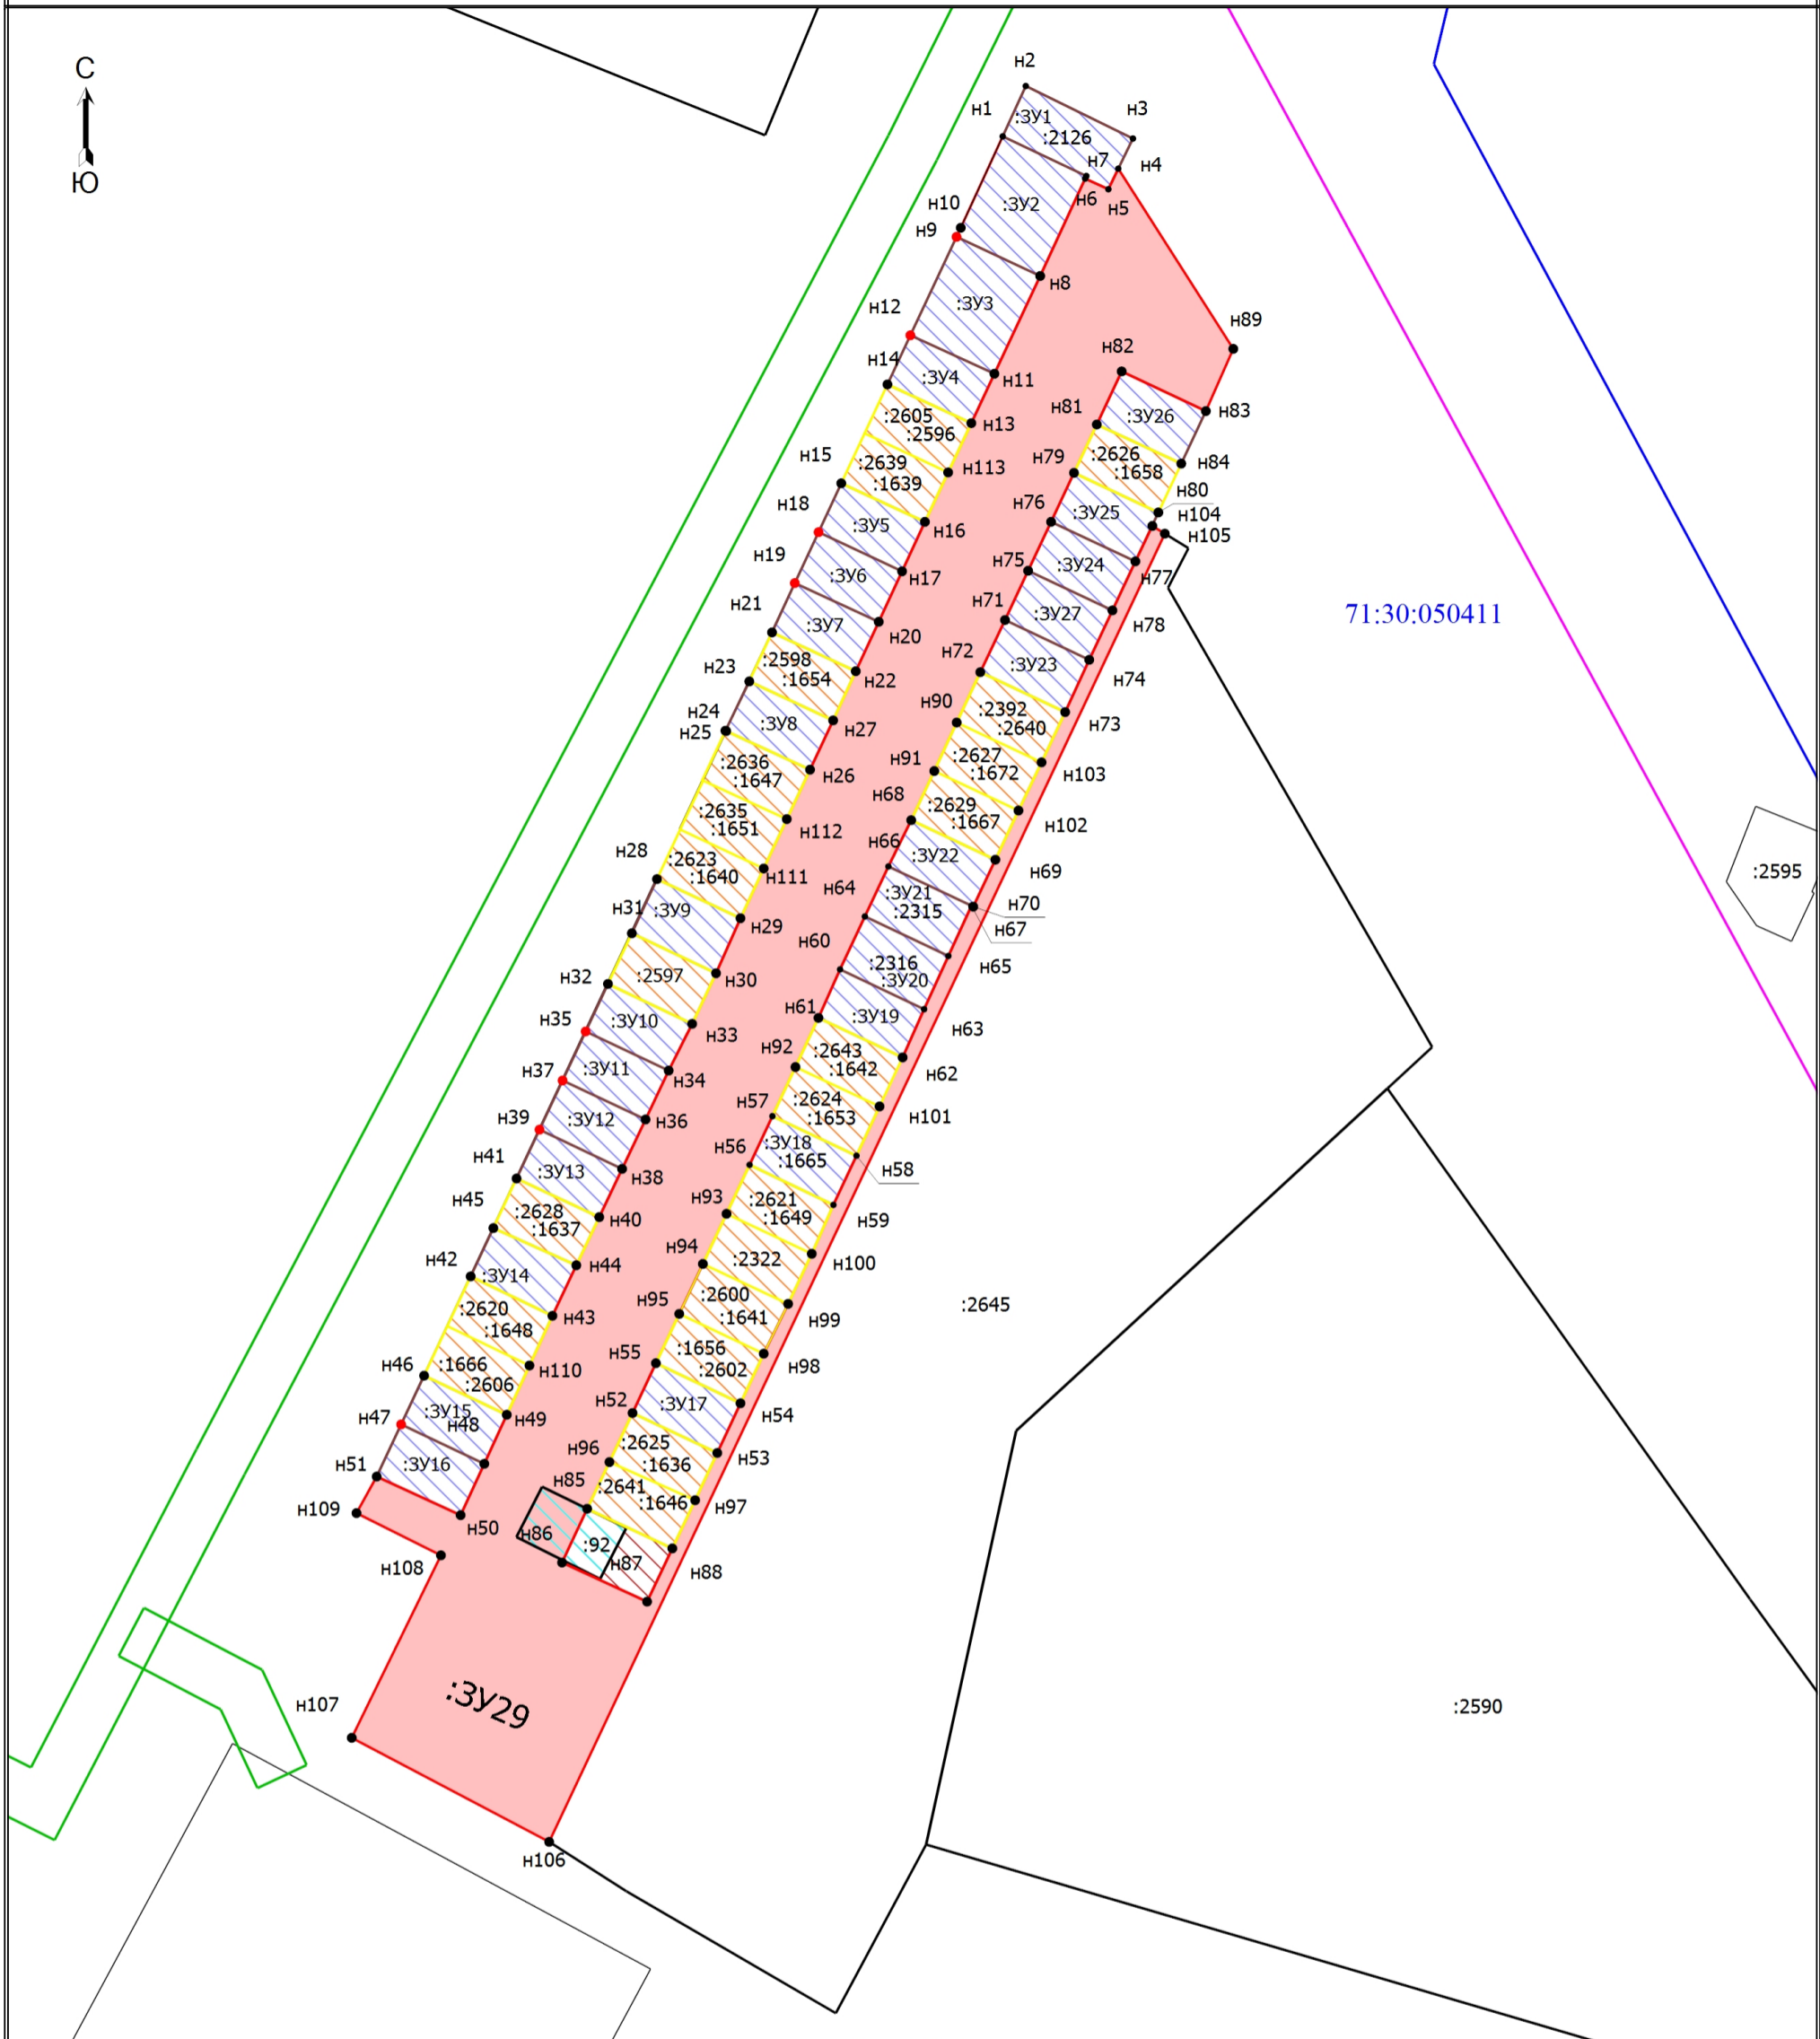 С
Ю
н2
н1
:ЗУ1
н3
:2126
н7
н4
н10
:ЗУ2
н6
н5
н9
н8
н12
:ЗУ3
н89
н14
:ЗУ4
н11
н82
:2605
н81
:ЗУ26
н83
:2596
н13
н15
:2639
н113
н79
:2626
н84
:1639
:1658
н80
н18
:ЗУ5
н16
н76
:ЗУ25
н104
н105
н19
:ЗУ6
н17
н75
:ЗУ24
н77
н21
:ЗУ7
н20
н71
:ЗУ27
н78
71:30:050411
н23
:2598
н72
:ЗУ23
:1654
н22
н74
н24
:ЗУ8
н27
н90
:2392
н73
н25
:2640
:2636
н26
н91
:2627
н103
:1647
:1672
:2635
н112
н68
:2629
н102
:1651
:1667
н28
:2623
н66
:ЗУ22
н69
:2595
:1640
н111
н64
:ЗУ21
н31
:ЗУ9
н29
:2315
н70
н67
н32
:2597
н30
н60
:2316
н65
:ЗУ20
н35
:ЗУ10
н33
н61
:ЗУ19
н63
н37
:ЗУ11
н34
н92
:2643
н62
:1642
н39
:ЗУ12
н36
н57
:2624
н101
:1653
н41
:ЗУ13
н38
н56
:ЗУ18
н58
:1665
н45
:2628
н40
н93
:2621
н59
:1637
:1649
н42
:ЗУ14
н44
н94
:2322
н100
:2620
н43
н95
:2600
н99
:2645
:1648
:1641
н46
:1666
н110
н55
:1656
н98
:2606
:2602
н47
:ЗУ15
н49
н52
:ЗУ17
н54
н48
н51
:ЗУ16
н96
:2625
н53
:1636
н109
н85
:2641
н97
:1646
н50
н86
:92
н108
н87
н88
н107
:ЗУ29
:2590
н106